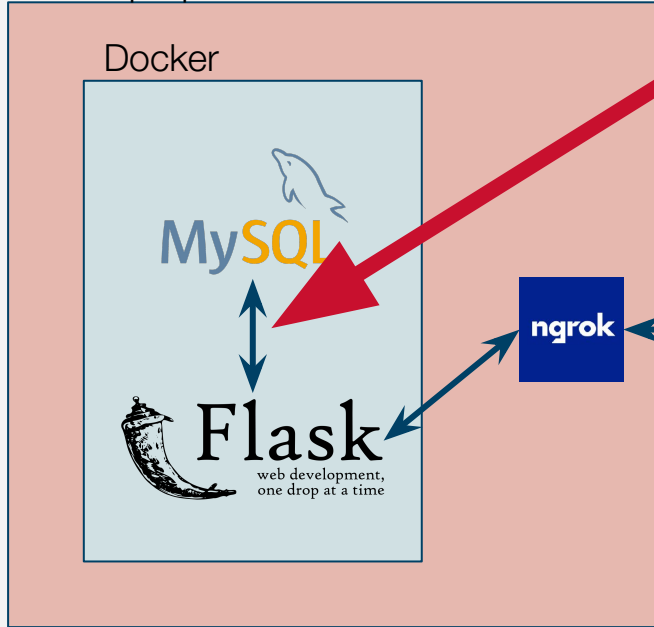 Docker
MySQL
ngrok
Flask
web development,
one drop at a time